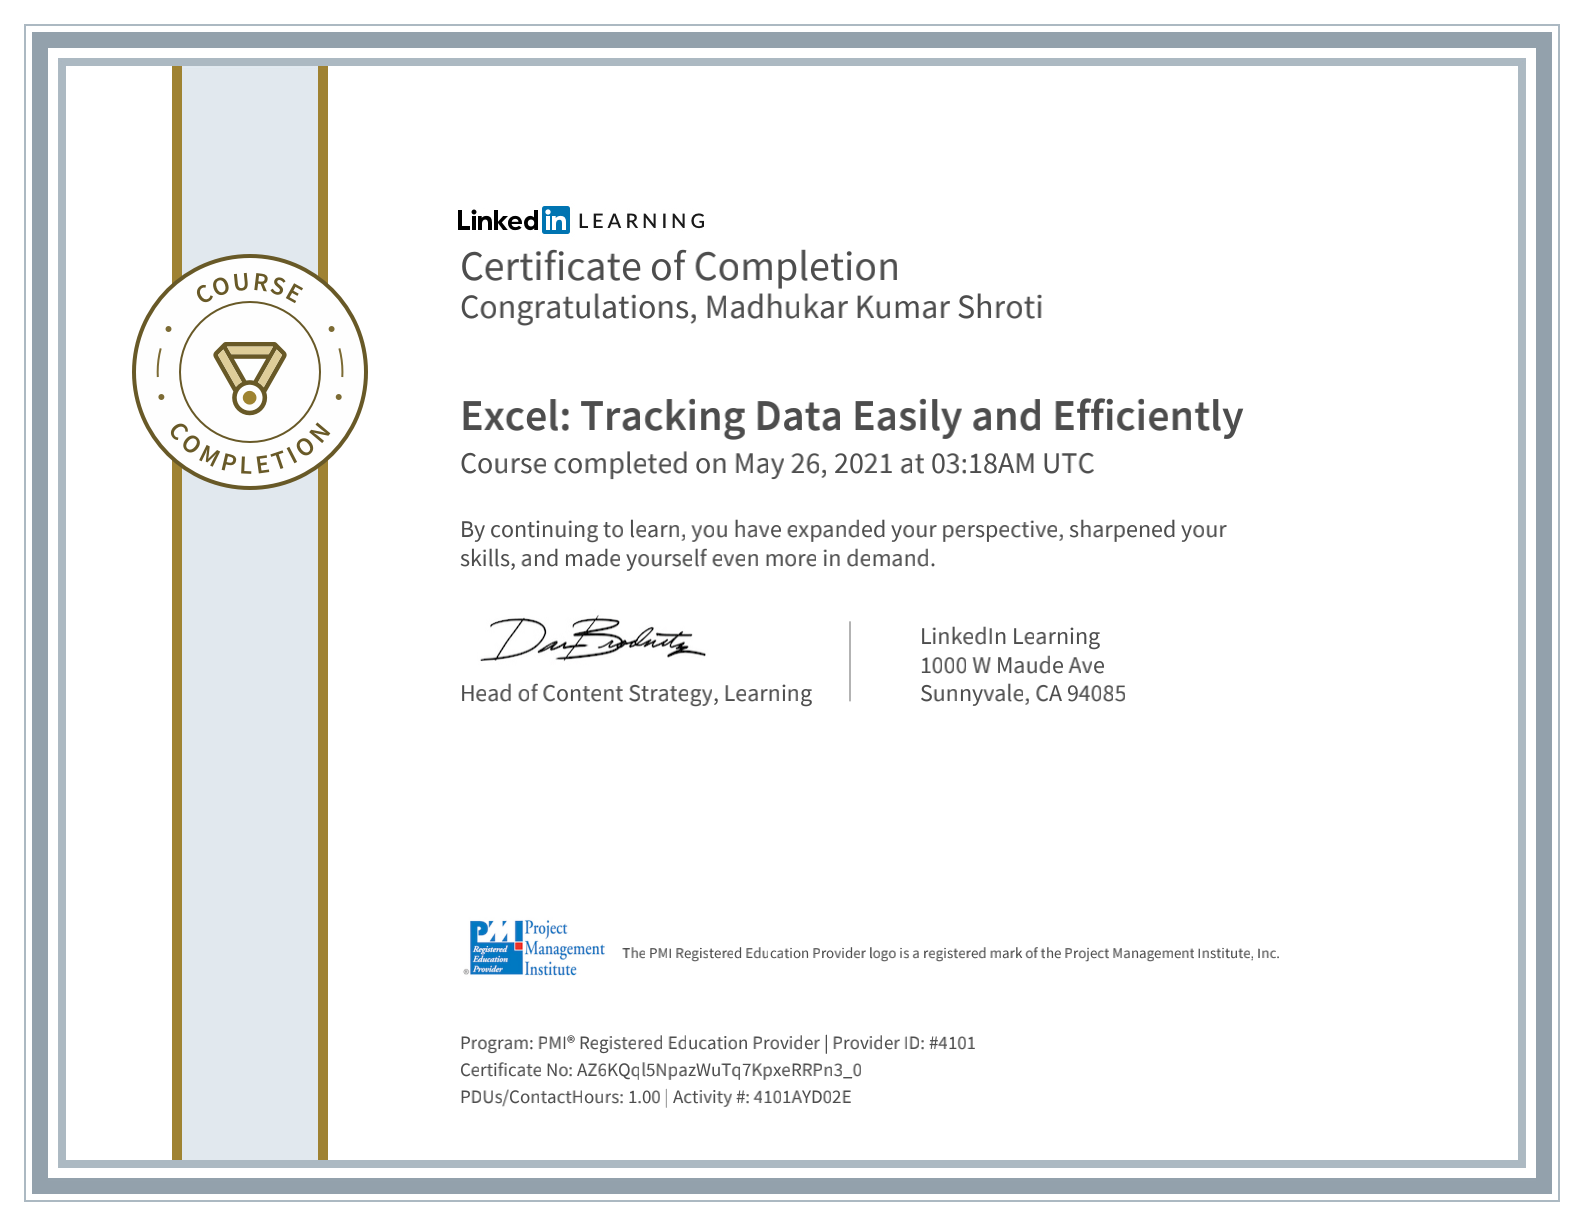 COURSE
COMPLETION
Linkedin LEARNING
Certificate of Completion
Congratulations, Madhukar Kumar Shroti
Excel: Tracking Data Easily and Efficiently
Course completed on May 26, 2021 at 03:18AM UTC
By continuing to learn, you have expanded your perspective, sharpened your
skills, and made yourself even more in demand.
Head of Content Strategy, Learning
LinkedIn Learning
1000 W Maude Ave
Sunnyvale, CA 94085
PMI
Registered
Education
® Provider
Project
Management
Institute
The PMI Registered Education Provider logo is a registered mark of the Project Management Institute, Inc.
Program: PMI® Registered Education Provider | Provider ID: #4101
Certificate No: AZ6KQql5NpazWuTq7KpxeRRPn3_0
PDUs/ContactHours: 1.00 | Activity #: 4101AYD02E